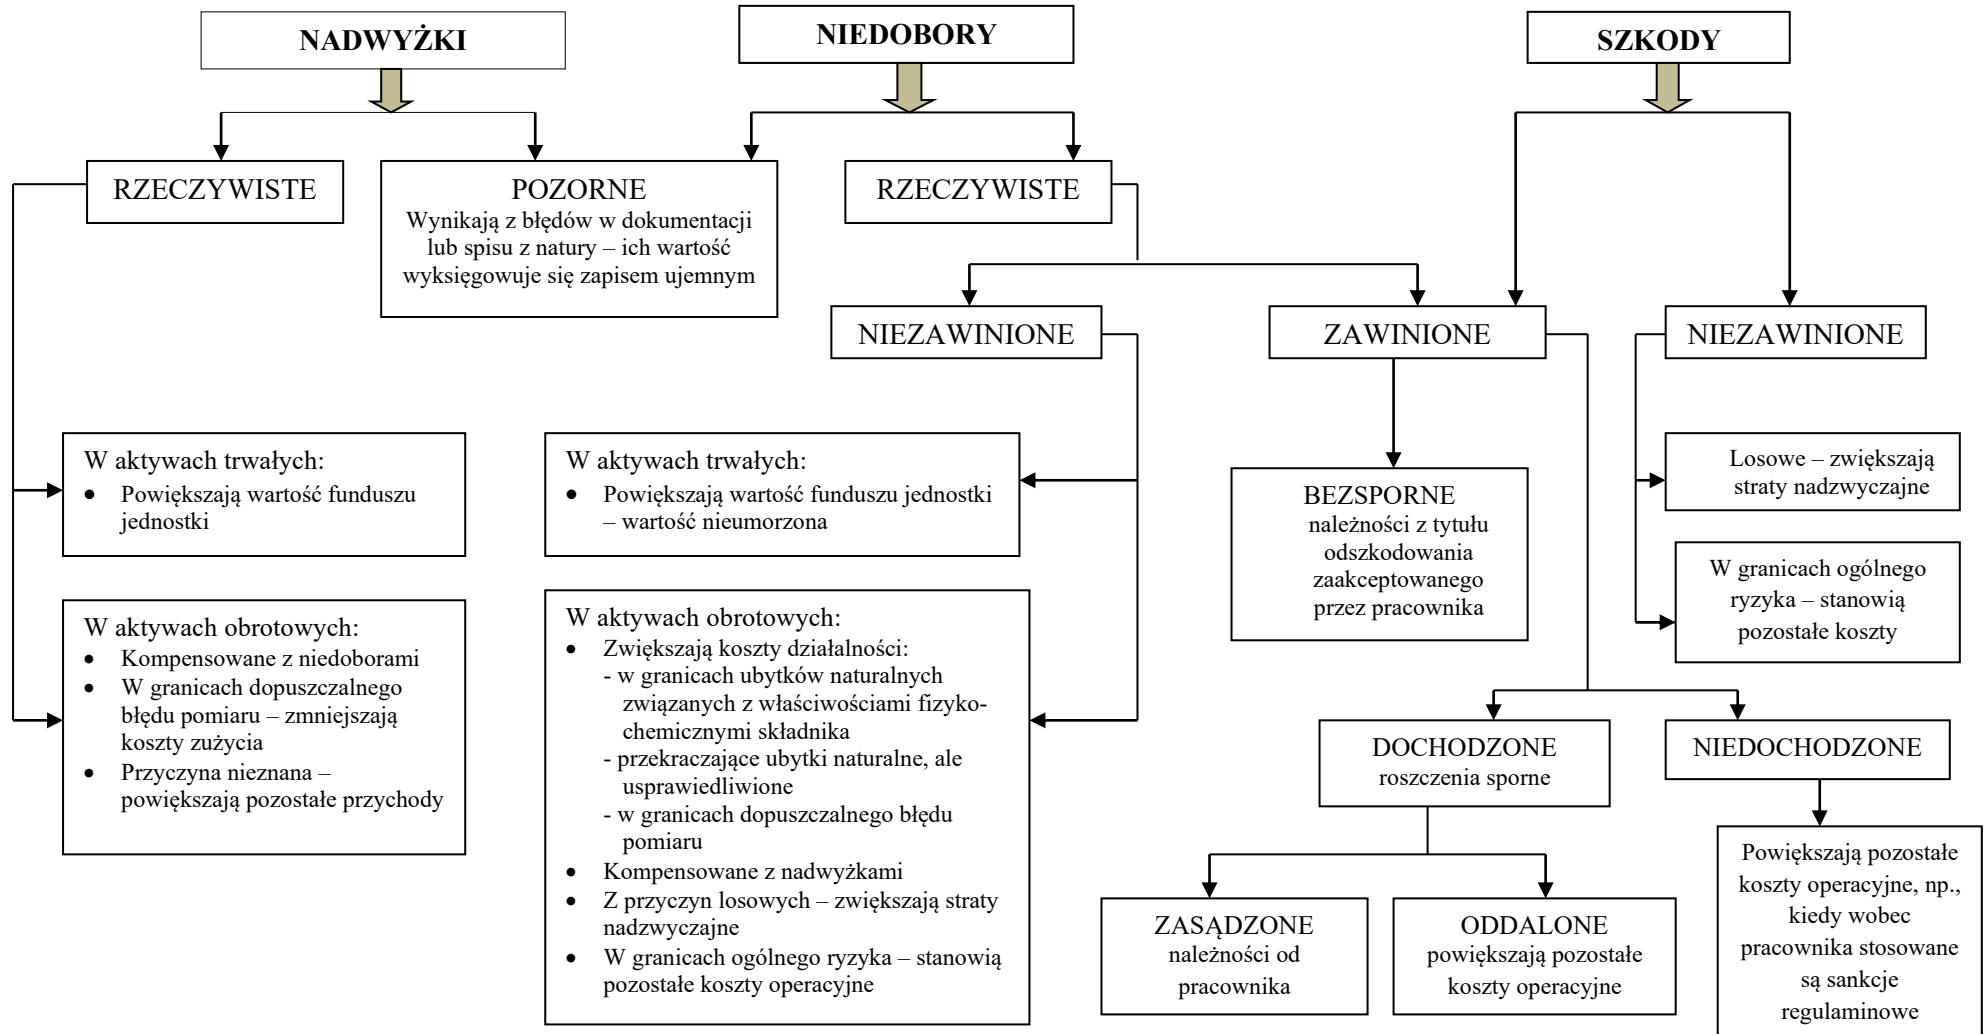 NADWYŻKI
NIEDOBORY
SZKODY
RZECZYWISTE
POZORNE
Wynikają z błędów w dokumentacji
lub spisu z natury – ich wartość
wyksięgowuje się zapisem ujemnym
RZECZYWISTE
NIEZAWINIONE
ZAWINIONE
NIEZAWINIONE
W aktywach trwałych:
• Powiększają wartość funduszu
jednostki
W aktywach trwałych:
• Powiększają wartość funduszu jednostki
– wartość nieumorzona
BEZSPORNE
należności z tytułu
odszkodowania
zaakceptowanego
przez pracownika
Losowe – zwiększają
straty nadzwyczajne
W granicach ogólnego
ryzyka – stanowią
pozostałe koszty
W aktywach obrotowych:
• Kompensowane z niedoborami
• W granicach dopuszczalnego
błędu pomiaru – zmniejszają
koszty zużycia
• Przyczyna nieznana –
powiększają pozostałe przychody
W aktywach obrotowych:
• Zwiększają koszty działalności:
- w granicach ubytków naturalnych
związanych z właściwościami fizyko-
chemicznymi składnika
- przekraczające ubytki naturalne, ale
usprawiedliwione
- w granicach dopuszczalnego błędu
pomiaru
• Kompensowane z nadwyżkami
• Z przyczyn losowych – zwiększają straty
nadzwyczajne
• W granicach ogólnego ryzyka – stanowią
pozostałe koszty operacyjne
DOCHODZONE
roszczenia sporne
NIEDOCHODZONE
ZASĄDZONE
należności od
pracownika
ODDALONE
powiększają pozostałe
koszty operacyjne
Powiększają pozostałe
koszty operacyjne, np.,
kiedy wobec
pracownika stosowane
są sankcje
regulaminowe